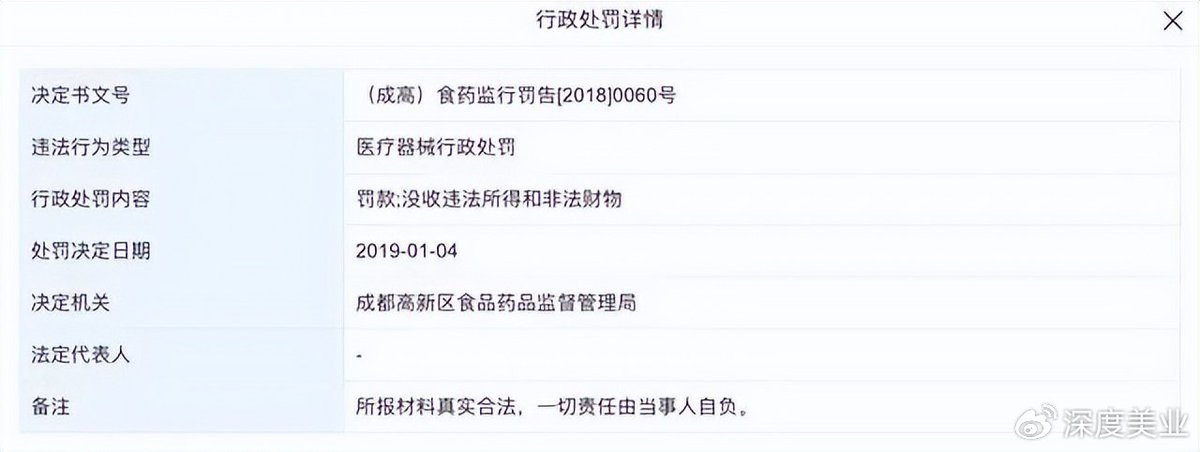 行政处罚详情
决定书文号 （成高）食药监行罚告[2018]0060号
违法行为类型 医疗器械行政处罚
行政处罚内容 罚款;没收违法所得和非法财物
处罚决定日期 2019-01-04
决定机关 成都高新区食品药品监督管理局
法定代表人 -
备注 所报材料真实合法，一切责任由当事人自负。
深度美业